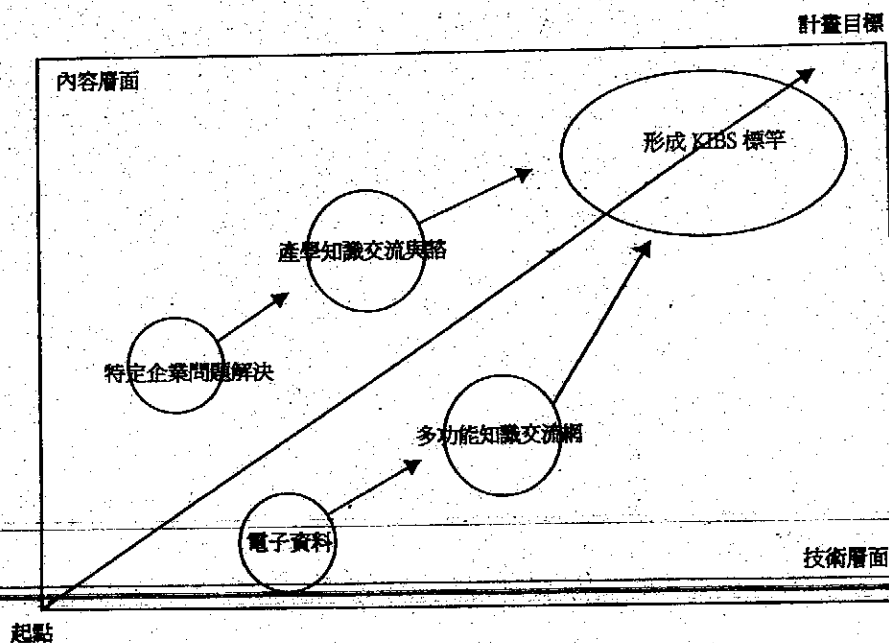 計畫目標
內容層面
形成 KIBS 標竿
產學知識交流與諮
特定企業問題解決
多功能知識交流網
電子資料
技術層面
起點